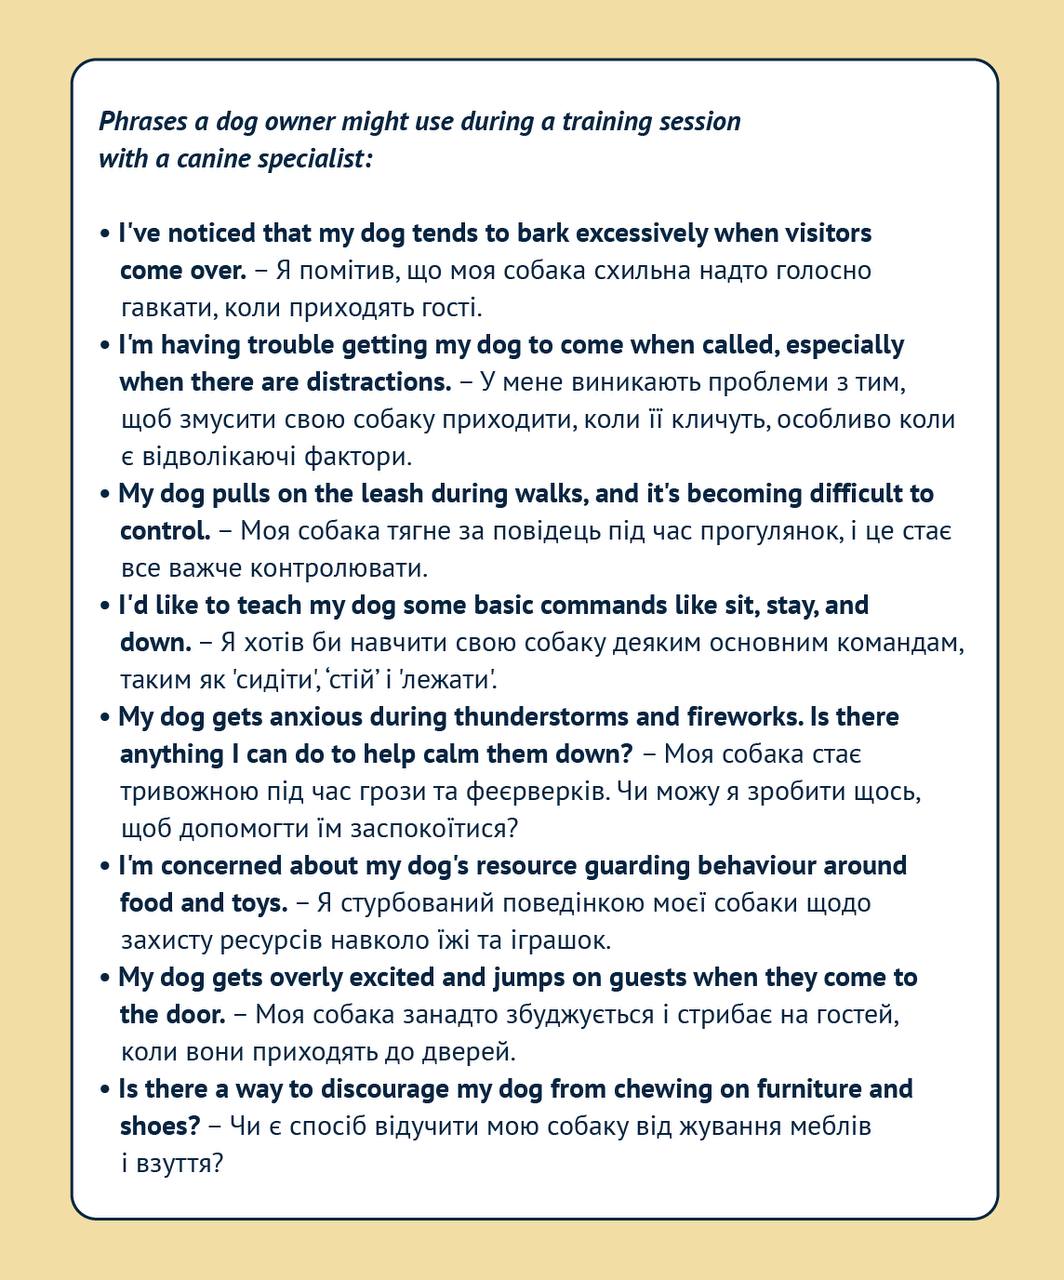 Phrases a dog owner might use during a training session
with a canine specialist:
• I've noticed that my dog tends to bark excessively when visitors
come over. – Я помітив, що моя собака схильна надто голосно
гавкати, коли приходять гості.
• I'm having trouble getting my dog to come when called, especially
when there are distractions. – У мене виникають проблеми з тим,
щоб змусити свою собаку приходити, коли її кличуть, особливо коли
є відволікаючі фактори.
• My dog pulls on the leash during walks, and it's becoming difficult to
control. – Моя собака тягне за повідець під час прогулянок, і це стає
все важче контролювати.
• I'd like to teach my dog some basic commands like sit, stay, and
down. – Я хотів би навчити свою собаку деяким основним командам,
таким як 'сидіти', ‘стій’ і 'лежати'.
• My dog gets anxious during thunderstorms and fireworks. Is there
anything I can do to help calm them down? – Моя собака стає
тривожною під час грози та феєрверків. Чи можу я зробити щось,
щоб допомогти їм заспокоїтися?
• I'm concerned about my dog's resource guarding behaviour around
food and toys. – Я стурбований поведінкою моєї собаки щодо
захисту ресурсів навколо їжі та іграшок.
• My dog gets overly excited and jumps on guests when they come to
the door. – Моя собака занадто збуджується і стрибає на гостей,
коли вони приходять до дверей.
• Is there a way to discourage my dog from chewing on furniture and
shoes? – Чи є спосіб відучити мою собаку від жування меблів
і взуття?